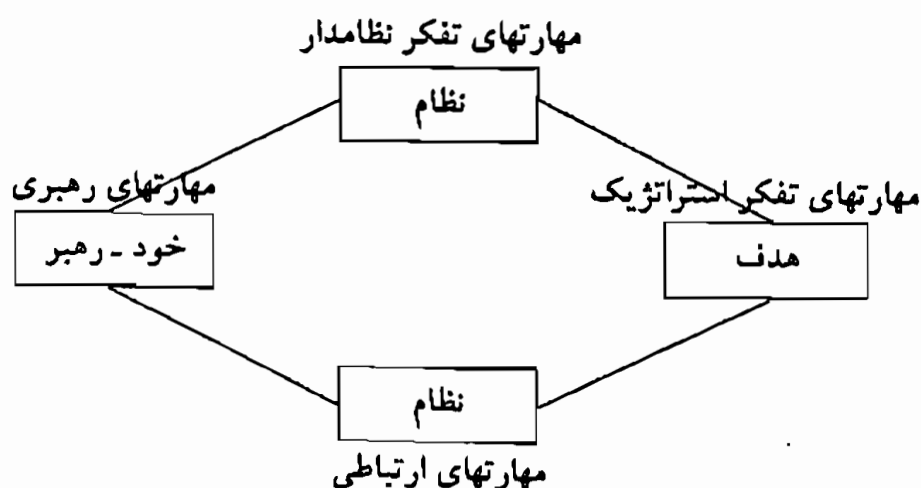 مهارتهای تفکر نظامدار
نظام
مهارتهای تفکر استراتژیک
هدف
مهارتهای رهبری
خود - رهبر
نظام
مهارتهای ارتباطی